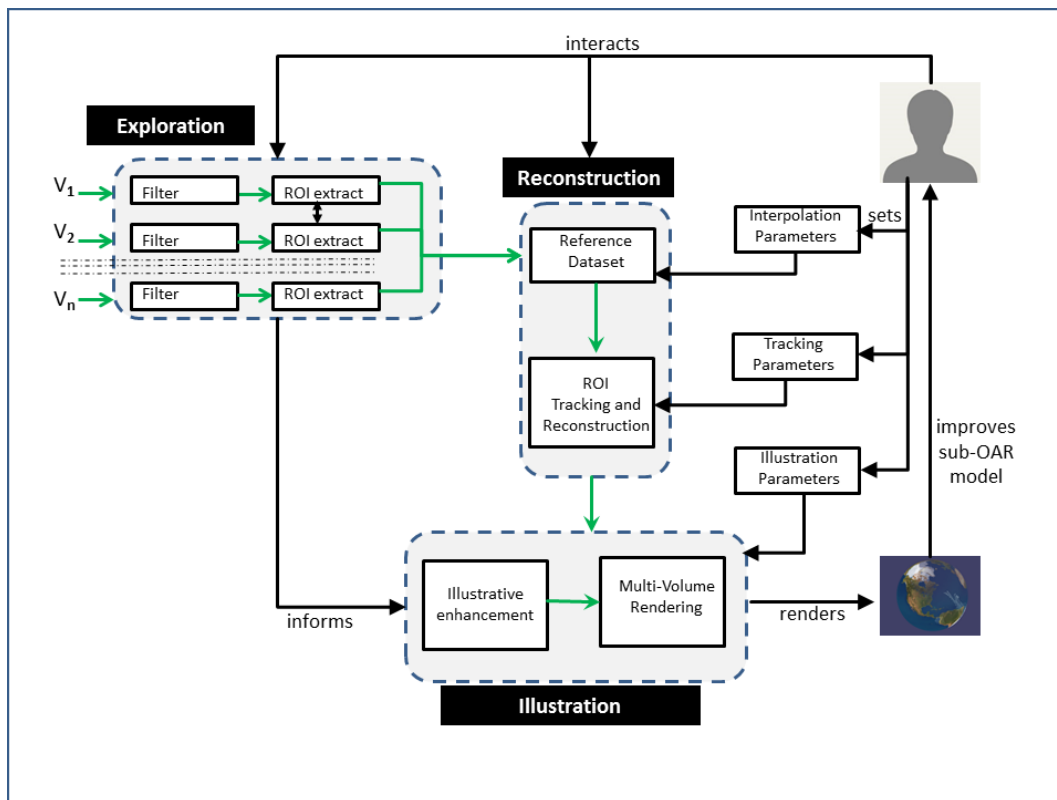 interacts
Exploration
V1
Filter
ROI extract
V2
Filter
ROI extract
Vn
Filter
ROI extract
Reconstruction
Reference
Dataset
ROI
Tracking and
Reconstruction
sets
Interpolation
Parameters
Tracking
Parameters
Illustration
Parameters
improves
sub-OAR
model
informs
Illustrative
enhancement
Multi-Volume
Rendering
renders
Illustration